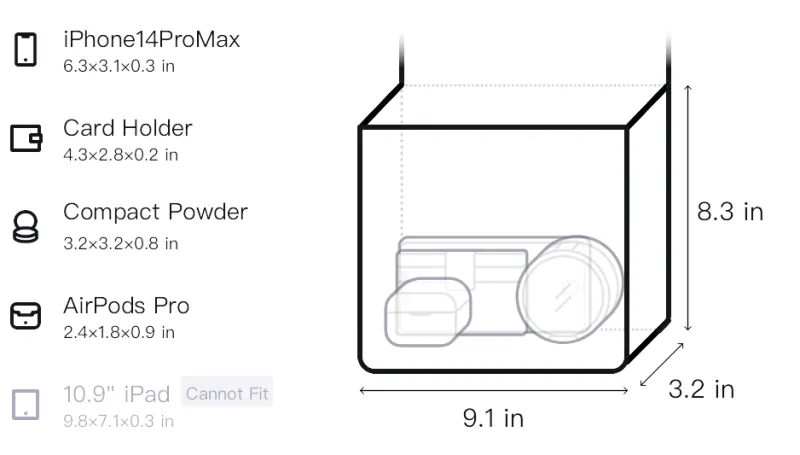 iPhone14ProMax
6.3×3.1×0.3 in
Card Holder
4.3×2.8×0.2 in
Compact Powder
3.2×3.2×0.8 in
AirPods Pro
2.4×1.8×0.9 in
10.9" iPad Cannot Fit
9.8×7.1×0.3 in
8.3 in
3.2 in
9.1 in